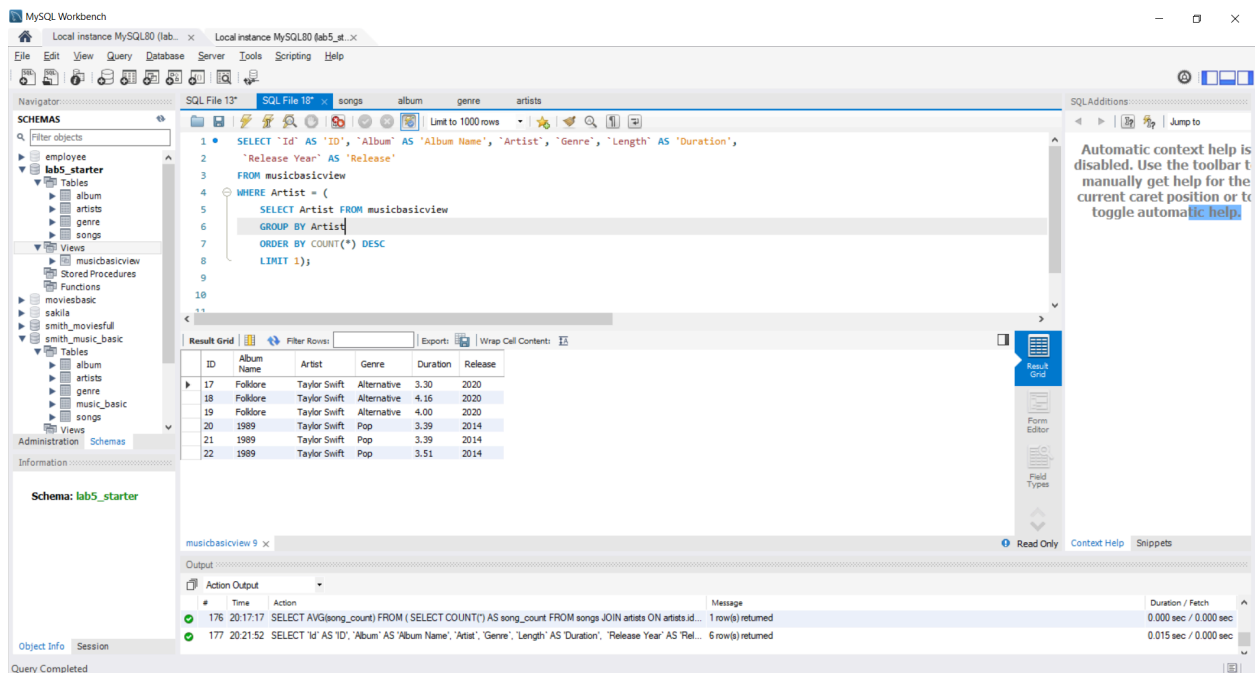 MySQL Workbench
Local instance MySQL80 (lab... ×
Local instance MySQL80 (lab5_st... ×
File Edit View Query Database Server Tools Scripting Help
Navigator
SCHEMAS
Filter objects
employee
lab5_starter
Tables
album
artists
genre
songs
Views
musicbasicview
Stored Procedures
Functions
moviesbasic
sakila
smith_moviesfull
smith_music_basic
Tables
album
artists
genre
music_basic
songs
Views
Administration Schemas
Information
Schema: lab5_starter
Object Info Session
Query Completed
SQL File 13* SQL File 18* × songs album genre artists
Limit to 1000 rows
1 SELECT `Id` AS 'ID', `Album` AS 'Album Name', `Artist`, `Genre`, `Length` AS 'Duration',
2 `Release Year` AS 'Release'
3 FROM musicbasicview
4 WHERE Artist = (
5 SELECT Artist FROM musicbasicview
6 GROUP BY Artist
7 ORDER BY COUNT(*) DESC
8 LIMIT 1);
9
10
11
Result Grid Filter Rows: Export: Wrap Cell Content:
ID Album Name Artist Genre Duration Release
17 Folklore Taylor Swift Alternative 3.30 2020
18 Folklore Taylor Swift Alternative 4.16 2020
19 Folklore Taylor Swift Alternative 4.00 2020
20 1989 Taylor Swift Pop 3.39 2014
21 1989 Taylor Swift Pop 3.39 2014
22 1989 Taylor Swift Pop 3.51 2014
Result Grid
Form Editor
Field Types
musicbasicview 9 ×
Read Only
Output
Action Output
# Time Action Message Duration / Fetch
176 20:17:17 SELECT AVG(song_count) FROM ( SELECT COUNT(*) AS song_count FROM songs JOIN artists ON artists.id... 1 row(s) returned 0.000 sec / 0.000 sec
177 20:21:52 SELECT `Id` AS 'ID', `Album` AS 'Album Name', `Artist`, `Genre`, `Length` AS 'Duration', `Release Year` AS 'Rel... 6 row(s) returned 0.015 sec / 0.000 sec
SQLAdditions
Jump to
Automatic context help is
disabled. Use the toolbar t
manually get help for the
current caret position or to
toggle automatic help.
Context Help Snippets